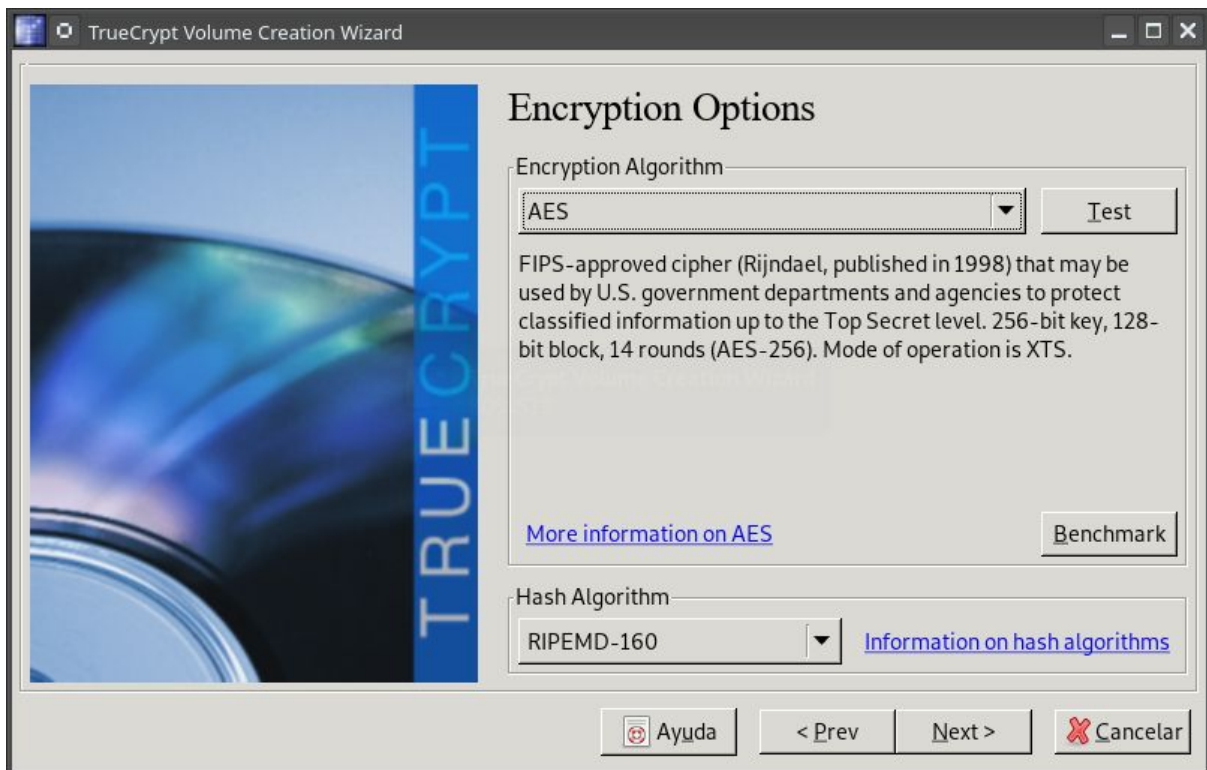 TrueCrypt Volume Creation Wizard
TRUECRYPT
Encryption Options
Encryption Algorithm
AES
Test
FIPS-approved cipher (Rijndael, published in 1998) that may be
used by U.S. government departments and agencies to protect
classified information up to the Top Secret level. 256-bit key, 128-
bit block, 14 rounds (AES-256). Mode of operation is XTS.
More information on AES
Benchmark
Hash Algorithm
RIPEMD-160
Information on hash algorithms
Ayuda
< Prev
Next >
Cancelar